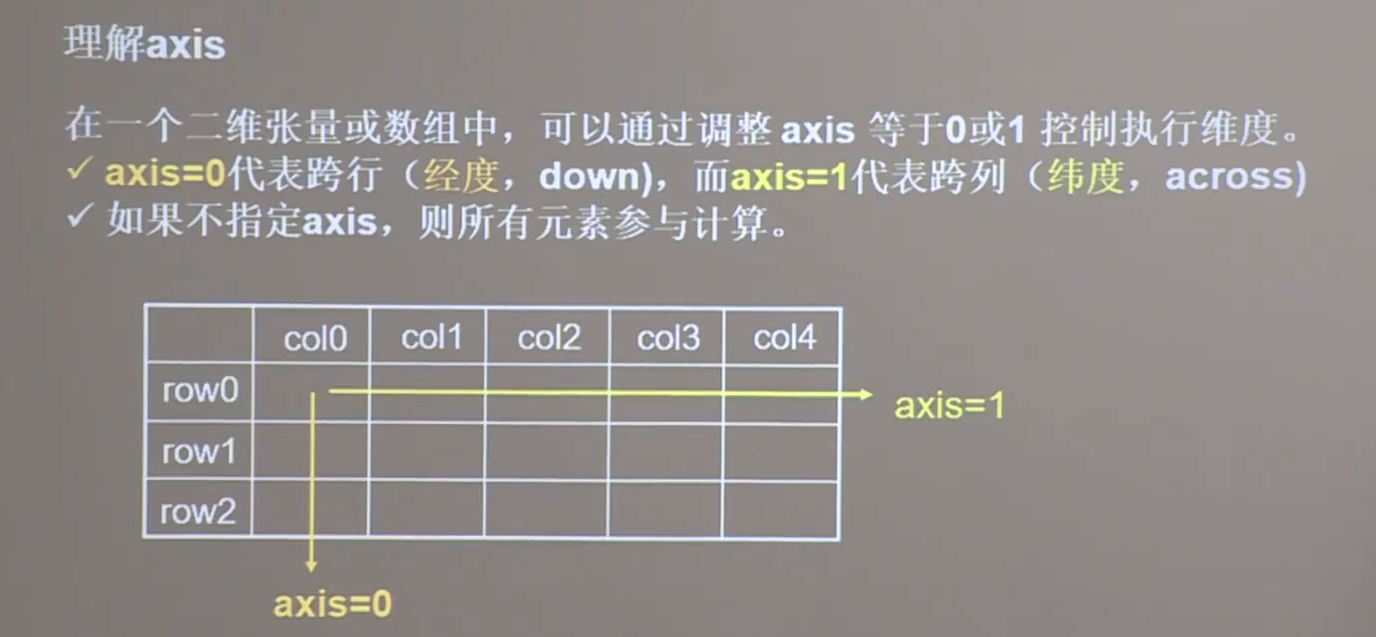 理解axis
在一个二维张量或数组中，可以通过调整 axis 等于0或1 控制执行维度。
✓ axis=0代表跨行（经度，down)，而axis=1代表跨列（纬度，across)
✓ 如果不指定axis，则所有元素参与计算。
col0 col1 col2 col3 col4
row0
axis=1
row1
row2
axis=0